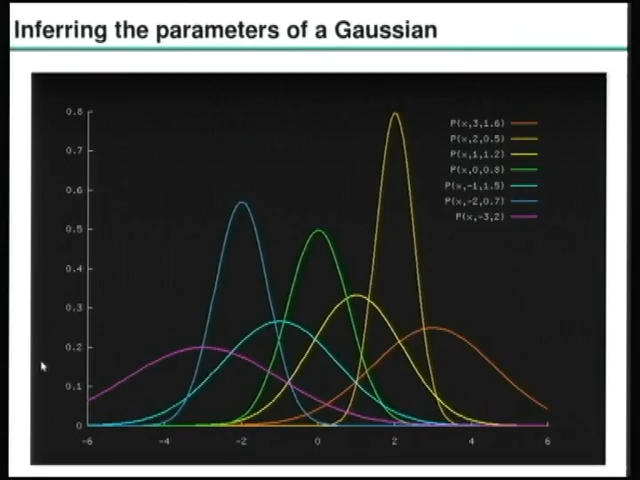 Inferring the parameters of a Gaussian
0.8
0.7
0.6
0.5
0.4
0.3
0.2
0.1
0
-6
-4
-2
0
2
4
6
P(x,3,1.6)
P(x,2,0.5)
P(x,1,1.2)
P(x,0,0.8)
P(x,-1,1.5)
P(x,-2,0.7)
P(x,-3,2)